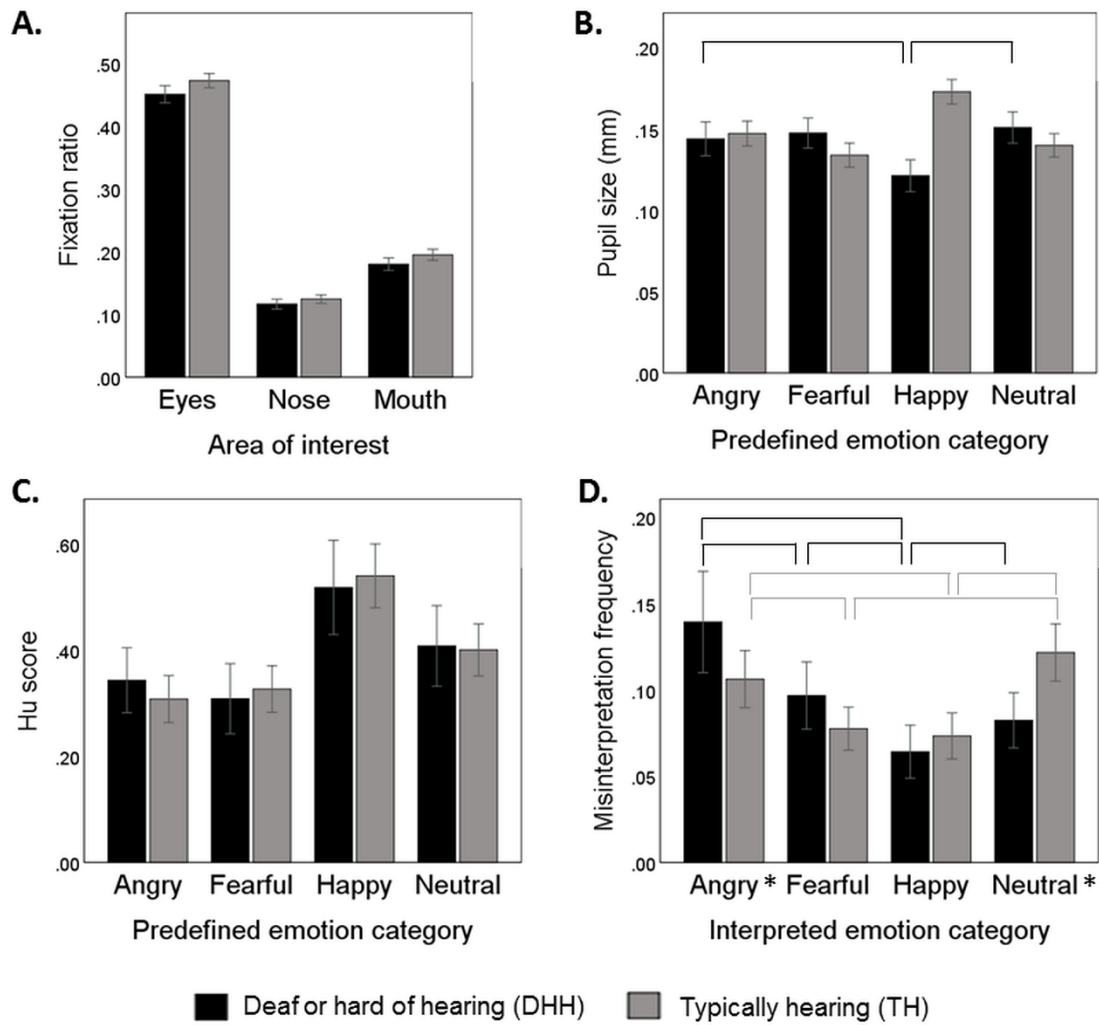 A.
.50
.40
.30
.20
.10
.00
Fixation ratio
Eyes Nose Mouth
Area of interest
B.
.20
.15
.10
.05
.00
Pupil size (mm)
Angry Fearful Happy Neutral
Predefined emotion category
C.
.60
.40
.20
.00
Hu score
Angry Fearful Happy Neutral
Predefined emotion category
D.
.20
.15
.10
.05
.00
Misinterpretation frequency
Angry * Fearful Happy Neutral *
Interpreted emotion category
Deaf or hard of hearing (DHH) Typically hearing (TH)